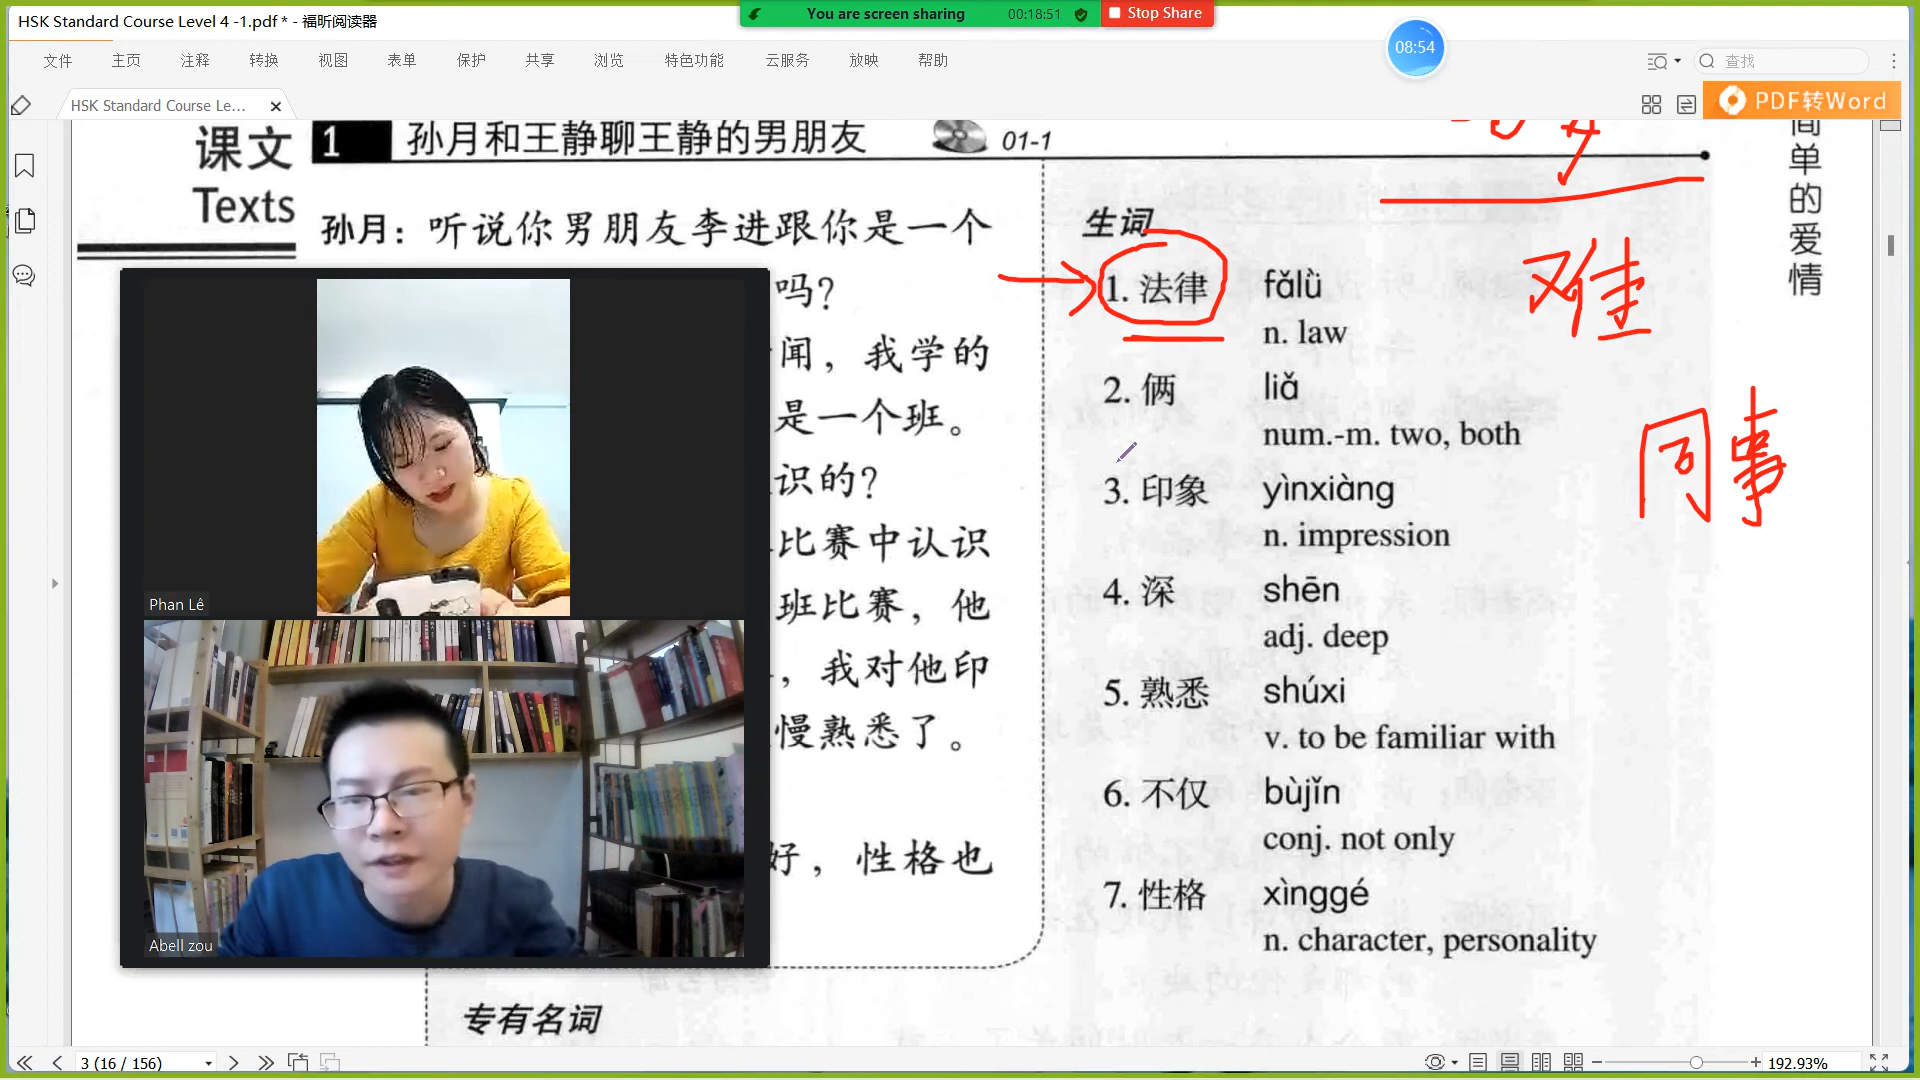 HSK Standard Course Level 4 -1.pdf * - 福昕阅读器
You are screen sharing 00:18:51 Stop Share
08:54
文件 主页 注释 转换 视图 表单 保护 共享 浏览 特色功能 云服务 放映 帮助
查找
HSK Standard Course Le...
PDF转Word
课文 1 孙月和王静聊王静的男朋友 01-1
Texts
孙月：听说你男朋友李进跟你是一个
吗？
闻，我学的
是一个班。
识的？
比赛中认识
班比赛，他
，我对他印
慢熟悉了。
好，性格也
专有名词
Phan Lê
Abell zou
生词
1. 法律 fǎlǜ
n. law
2. 俩 liǎ
num.-m. two, both
3. 印象 yìnxiàng
n. impression
4. 深 shēn
adj. deep
5. 熟悉 shúxi
v. to be familiar with
6. 不仅 bùjǐn
conj. not only
7. 性格 xìnggé
n. character, personality
难
同事
简单的爱情
3 (16 / 156)
192.93%